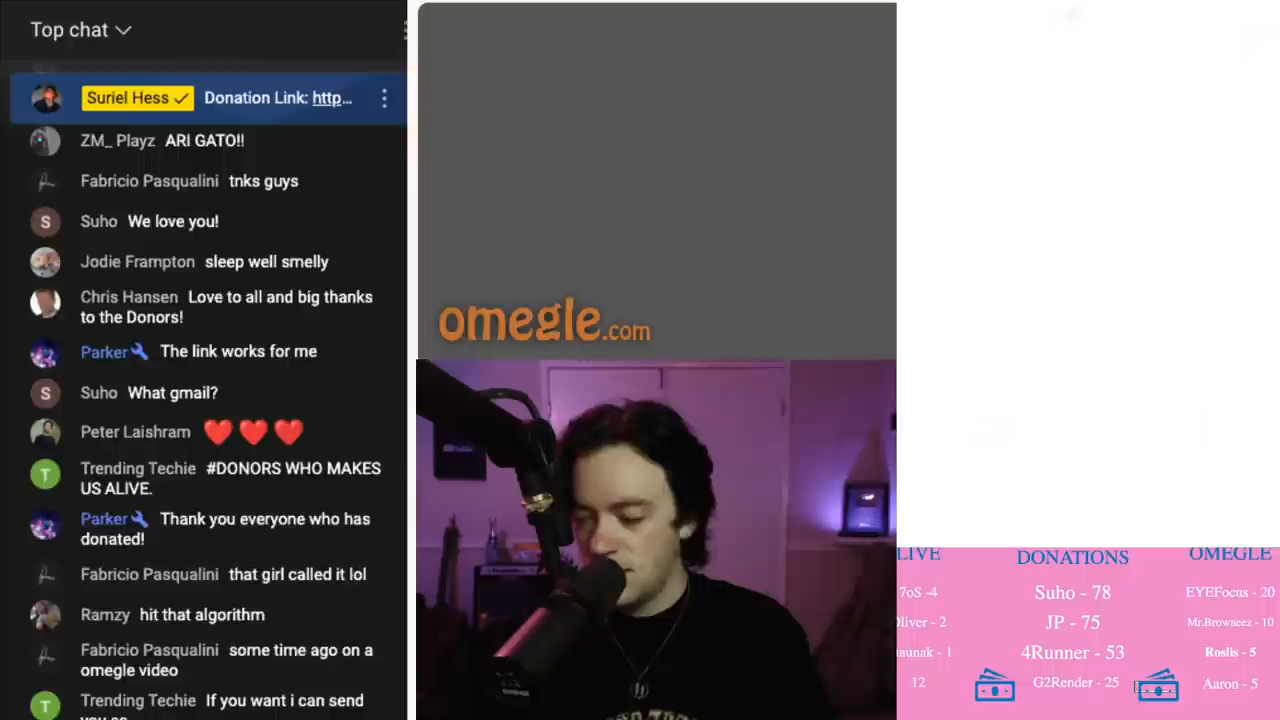 Top chat
Suriel Hess Donation Link: http...
ZM_ Playz ARI GATO!!
Fabricio Pasqualini tnks guys
Suho We love you!
Jodie Frampton sleep well smelly
Chris Hansen Love to all and big thanks
to the Donors!
Parker The link works for me
Suho What gmail?
Peter Laishram
Trending Techie #DONORS WHO MAKES
US ALIVE.
Parker Thank you everyone who has
donated!
Fabricio Pasqualini that girl called it lol
Ramzy hit that algorithm
Fabricio Pasqualini some time ago on a
omegle video
Trending Techie If you want i can send
S
S
T
T
omegle.com
LIVE
7oS -4
Oliver - 2
aunak - 1
12
DONATIONS
Suho - 78
JP - 75
4Runner - 53
G2Render - 25
OMEGLE
EYEFocus - 20
Mr.Browneez - 10
Roslis - 5
Aaron - 5